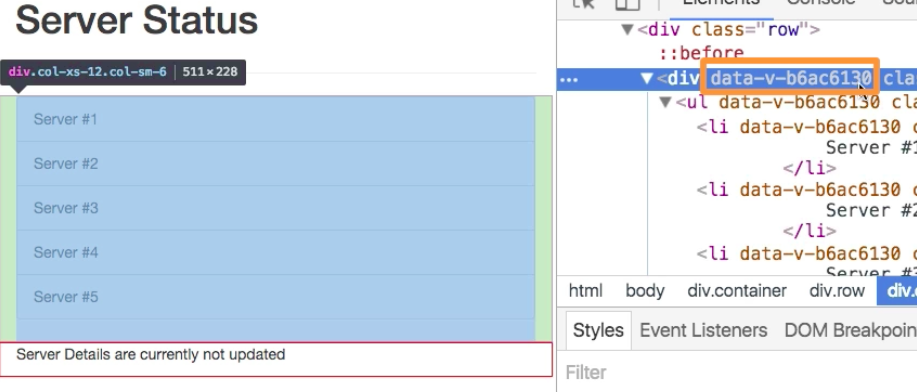 Server Status
div.col-xs-12.col-sm-6 | 511×228
Server #1
Server #2
Server #3
Server #4
Server #5
Server Details are currently not updated
Elements Console
▼<div class="row">
::before
••• ▼<div data-v-b6ac6130 cla
▼<ul data-v-b6ac6130 cla
<li data-v-b6ac6130 c
Server #1
</li>
<li data-v-b6ac6130 c
Server #2
</li>
<li data-v-b6ac6130 c
Server #3
html body div.container div.row div.c
Styles Event Listeners DOM Breakpoin
Filter